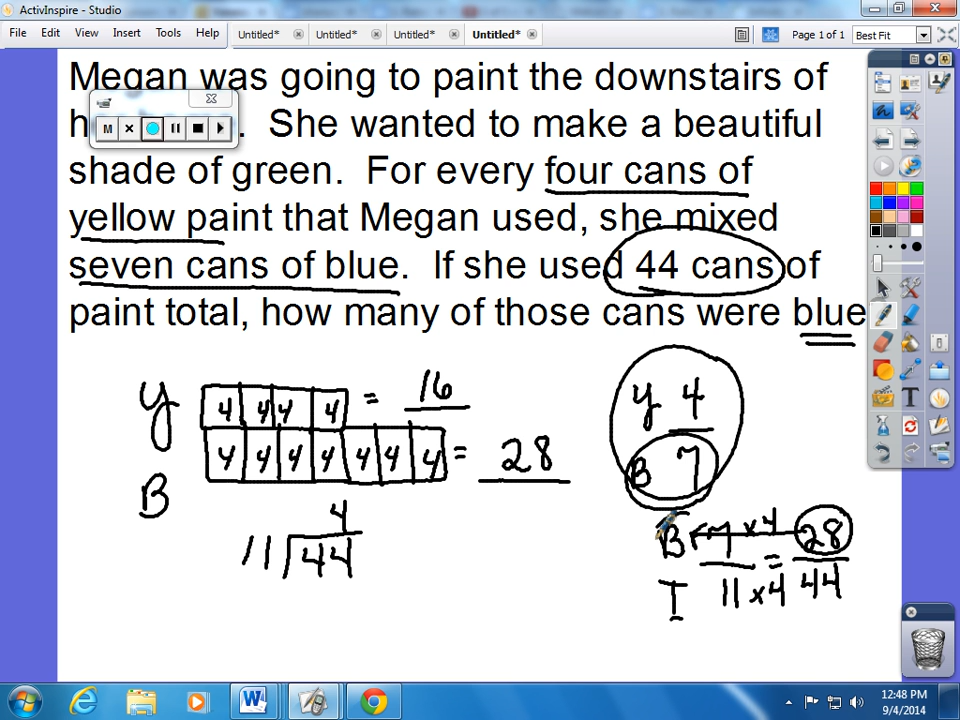 ActivInspire - Studio
File Edit View Insert Tools Help Untitled* Untitled* Untitled* Untitled* Page 1 of 1 Best Fit
Megan was going to paint the downstairs of
She wanted to make a beautiful
M
shade of green. For every four cans of
yellow paint that Megan used, she mixed
seven cans of blue. If she used 44 cans of
paint total, how many of those cans were blue
Y 4 4 4 4 = 16
4 4 4 4 4 4 4 = 28
B
4
11 44
Y 4
B 7
B 7 x4 28
=
T 11 x4 44
T
W
12:48 PM
9/4/2014